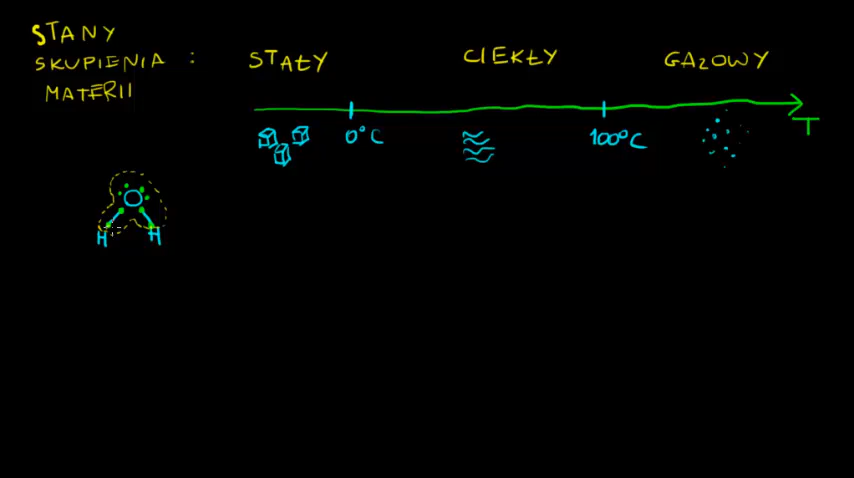 STANY
SKUPIENIA :
MATERII
STAŁY
CIEKŁY
GAZOWY
0°C
100°C
T
O
H
H